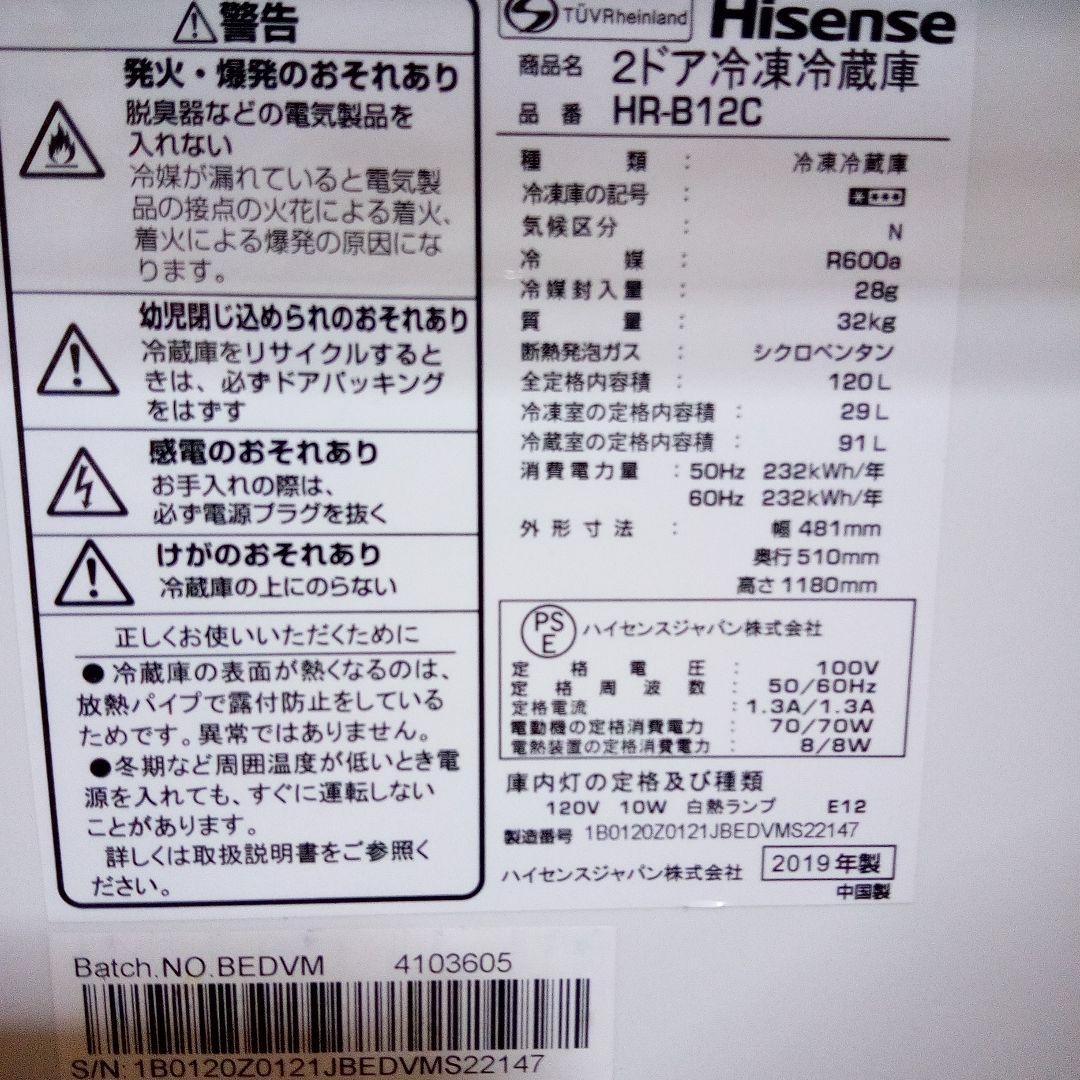 警告
発火・爆発のおそれあり
脱臭器などの電気製品を
入れない
冷媒が漏れていると電気製
品の接点の火花による着火、
着火による爆発の原因にな
ります。
幼児閉じ込められのおそれあり
冷蔵庫をリサイクルすると
きは、必ずドアパッキング
をはずす
感電のおそれあり
お手入れの際は、
必ず電源プラグを抜く
けがのおそれあり
冷蔵庫の上にのらない
正しくお使いいただくために
●冷蔵庫の表面が熱くなるのは、
放熱パイプで露付防止をしている
ためです。異常ではありません。
●冬期など周囲温度が低いとき電
源を入れても、すぐに運転しない
ことがあります。
詳しくは取扱説明書をご参照く
ださい。
TÜVRheinland
Hisense
商品名 2ドア冷凍冷蔵庫
品番 HR-B12C
種類 : 冷凍冷蔵庫
冷凍庫の記号 :
気候区分 : N
冷媒 : R600a
冷媒封入量 : 28g
質量 : 32kg
断熱発泡ガス : シクロペンタン
全定格内容積 : 120L
冷凍室の定格内容積 : 29L
冷蔵室の定格内容積 : 91L
消費電力量 : 50Hz 232kWh/年
60Hz 232kWh/年
外形寸法 : 幅 481mm
奥行 510mm
高さ 1180mm
PS
E
ハイセンスジャパン株式会社
定格電圧 : 100V
定格周波数 : 50/60Hz
定格電流 : 1.3A/1.3A
電動機の定格消費電力 : 70/70W
電熱装置の定格消費電力 : 8/8W
庫内灯の定格及び種類
120V 10W 白熱ランプ E12
製造番号 1B0120Z0121JBEDVMS22147
ハイセンスジャパン株式会社 2019年製
中国製
Batch.NO.BEDVM 4103605
S/N: 1B0120Z0121JBEDVMS22147